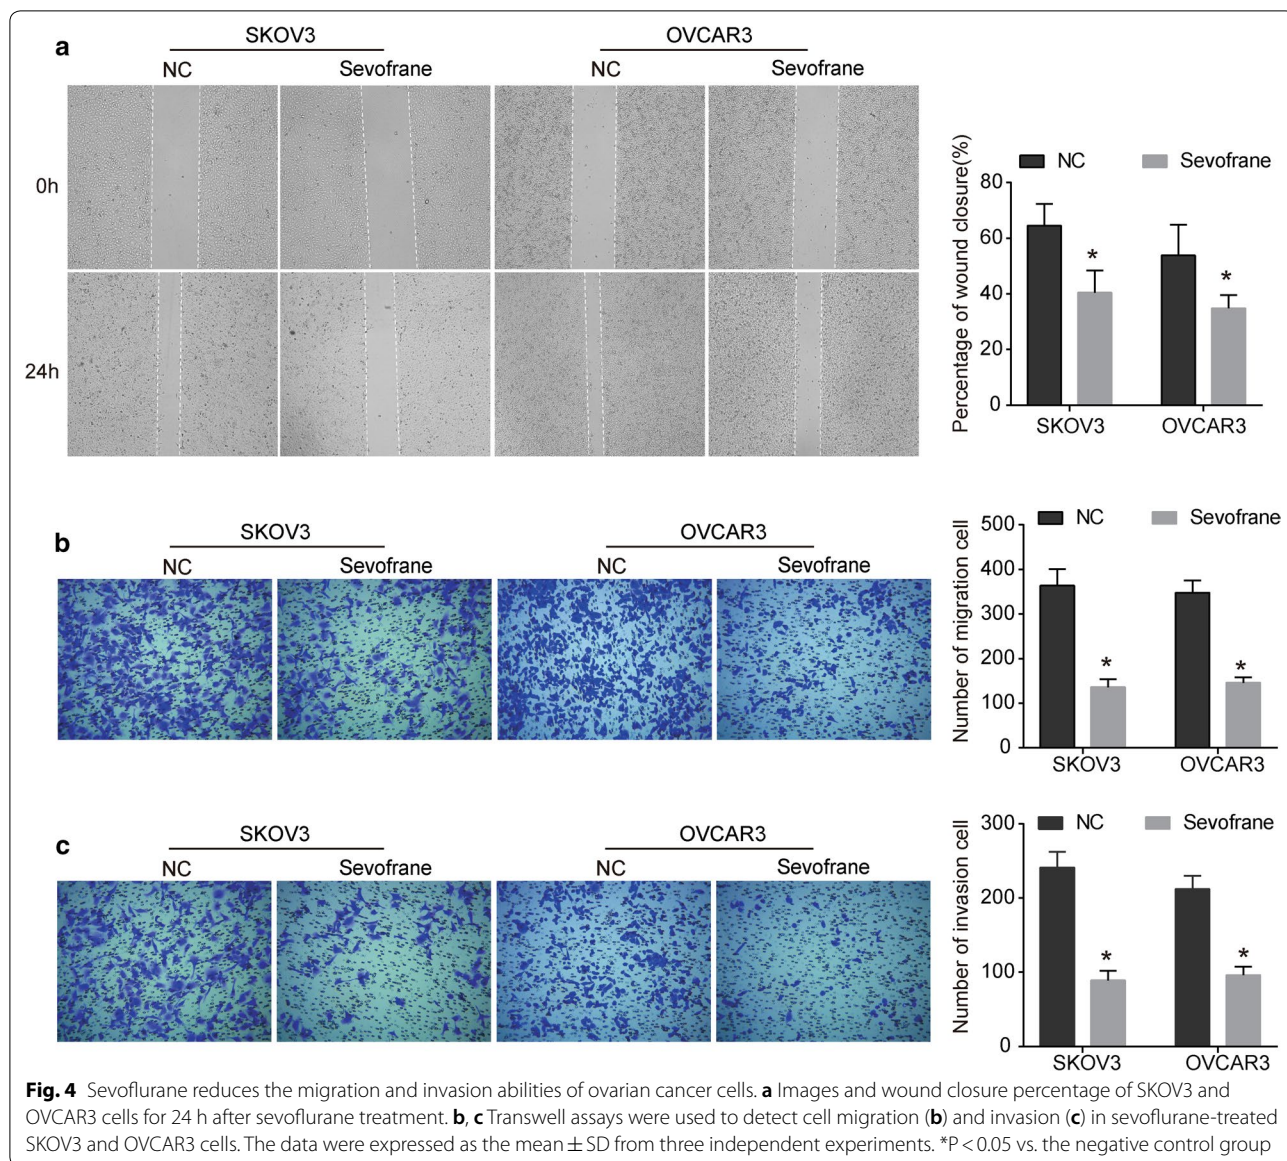 a
SKOV3
OVCAR3
NC
Sevofrane
NC
Sevofrane
0h
24h
Percentage of wound closure(%)
NC
Sevofrane
80
60
40
20
0
*
*
SKOV3
OVCAR3
b
SKOV3
OVCAR3
NC
Sevofrane
NC
Sevofrane
Number of migration cell
NC
Sevofrane
500
400
300
200
100
0
*
*
SKOV3
OVCAR3
c
SKOV3
OVCAR3
NC
Sevofrane
NC
Sevofrane
Number of invasion cell
NC
Sevofrane
300
200
100
0
*
*
SKOV3
OVCAR3
Fig. 4 Sevoflurane reduces the migration and invasion abilities of ovarian cancer cells. a Images and wound closure percentage of SKOV3 and
OVCAR3 cells for 24 h after sevoflurane treatment. b, c Transwell assays were used to detect cell migration (b) and invasion (c) in sevoflurane-treated
SKOV3 and OVCAR3 cells. The data were expressed as the mean ± SD from three independent experiments. *P < 0.05 vs. the negative control group